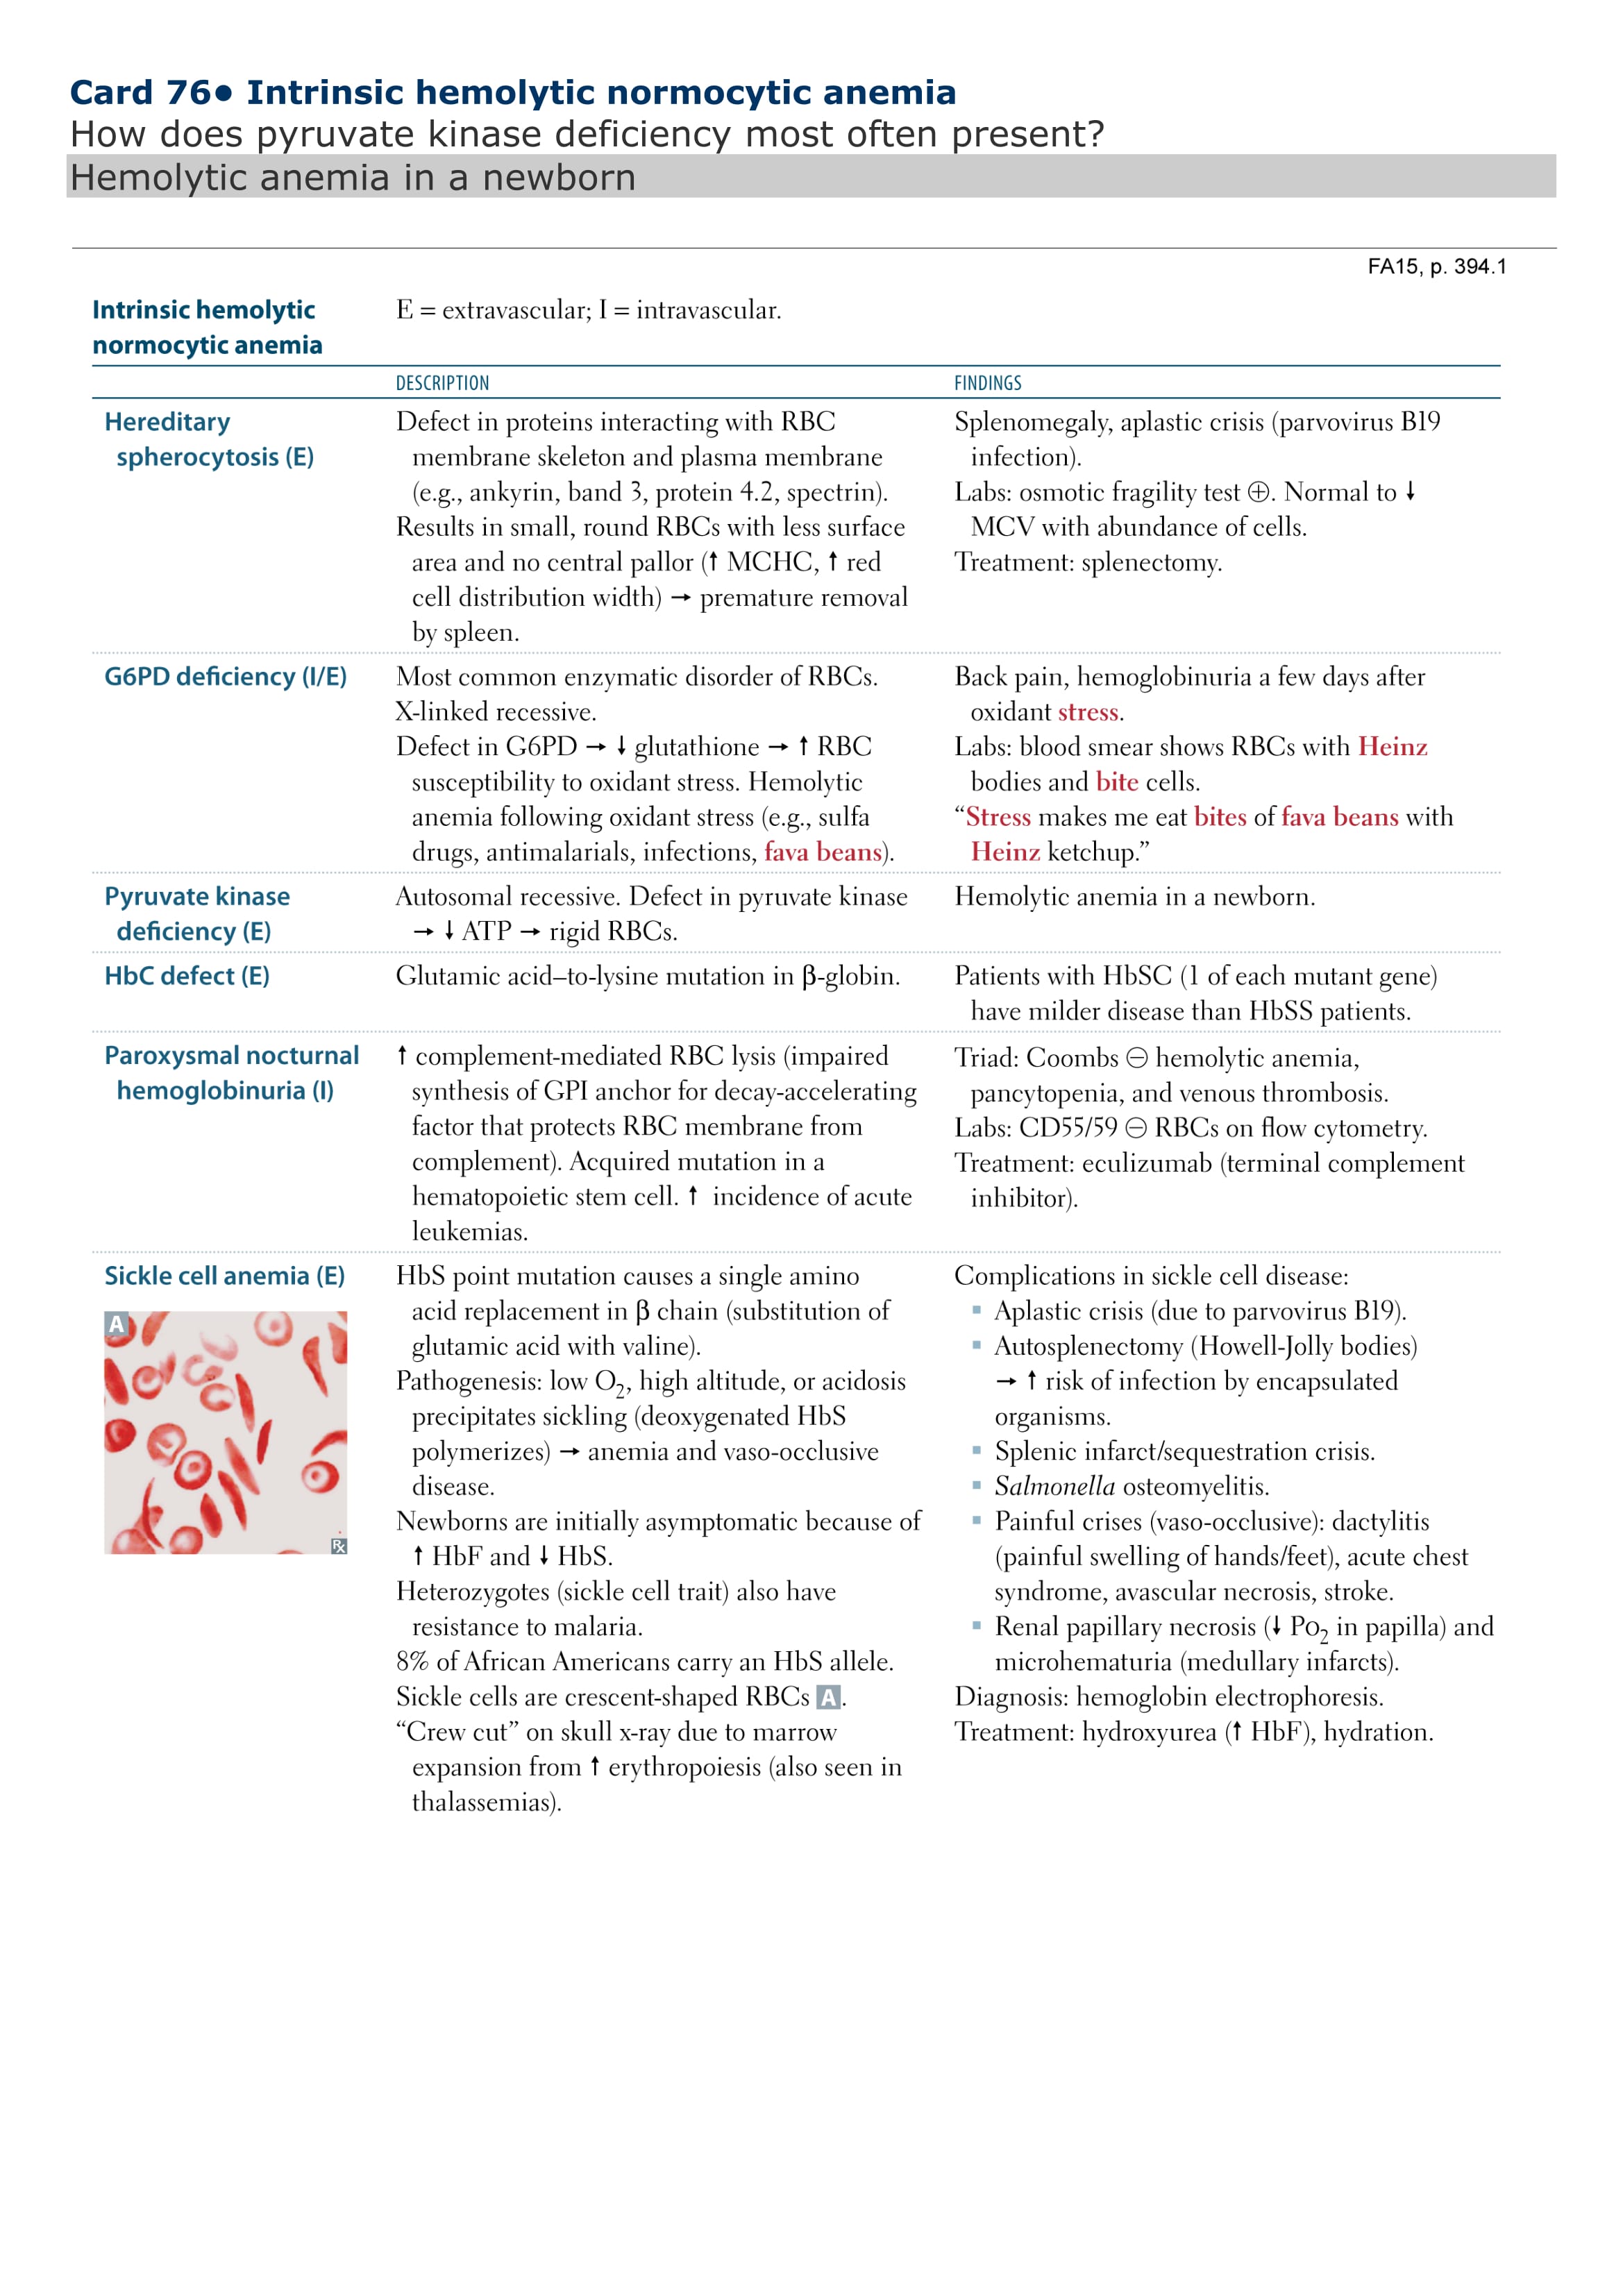 Card 76• Intrinsic hemolytic normocytic anemia
How does pyruvate kinase deficiency most often present?
Hemolytic anemia in a newborn
FA15, p. 394.1
Intrinsic hemolytic
normocytic anemia
E = extravascular; I = intravascular.
DESCRIPTION
FINDINGS
Hereditary
spherocytosis (E)
Defect in proteins interacting with RBC
membrane skeleton and plasma membrane
(e.g., ankyrin, band 3, protein 4.2, spectrin).
Results in small, round RBCs with less surface
area and no central pallor (↑ MCHC, ↑ red
cell distribution width) → premature removal
by spleen.
Splenomegaly, aplastic crisis (parvovirus B19
infection).
Labs: osmotic fragility test ⊕. Normal to ↓
MCV with abundance of cells.
Treatment: splenectomy.
G6PD deficiency (I/E)
Most common enzymatic disorder of RBCs.
X-linked recessive.
Defect in G6PD → ↓ glutathione → ↑ RBC
susceptibility to oxidant stress. Hemolytic
anemia following oxidant stress (e.g., sulfa
drugs, antimalarials, infections, fava beans).
Back pain, hemoglobinuria a few days after
oxidant stress.
Labs: blood smear shows RBCs with Heinz
bodies and bite cells.
“Stress makes me eat bites of fava beans with
Heinz ketchup.”
Pyruvate kinase
deficiency (E)
Autosomal recessive. Defect in pyruvate kinase
→ ↓ ATP → rigid RBCs.
Hemolytic anemia in a newborn.
HbC defect (E)
Glutamic acid–to-lysine mutation in β-globin.
Patients with HbSC (1 of each mutant gene)
have milder disease than HbSS patients.
Paroxysmal nocturnal
hemoglobinuria (I)
↑ complement-mediated RBC lysis (impaired
synthesis of GPI anchor for decay-accelerating
factor that protects RBC membrane from
complement). Acquired mutation in a
hematopoietic stem cell. ↑ incidence of acute
leukemias.
Triad: Coombs ⊖ hemolytic anemia,
pancytopenia, and venous thrombosis.
Labs: CD55/59 ⊖ RBCs on flow cytometry.
Treatment: eculizumab (terminal complement
inhibitor).
Sickle cell anemia (E)
A
Rx
HbS point mutation causes a single amino
acid replacement in β chain (substitution of
glutamic acid with valine).
Pathogenesis: low O₂, high altitude, or acidosis
precipitates sickling (deoxygenated HbS
polymerizes) → anemia and vaso-occlusive
disease.
Newborns are initially asymptomatic because of
↑ HbF and ↓ HbS.
Heterozygotes (sickle cell trait) also have
resistance to malaria.
8% of African Americans carry an HbS allele.
Sickle cells are crescent-shaped RBCs A.
“Crew cut” on skull x-ray due to marrow
expansion from ↑ erythropoiesis (also seen in
thalassemias).
Complications in sickle cell disease:
▪ Aplastic crisis (due to parvovirus B19).
▪ Autosplenectomy (Howell-Jolly bodies)
→ ↑ risk of infection by encapsulated
organisms.
▪ Splenic infarct/sequestration crisis.
▪ Salmonella osteomyelitis.
▪ Painful crises (vaso-occlusive): dactylitis
(painful swelling of hands/feet), acute chest
syndrome, avascular necrosis, stroke.
▪ Renal papillary necrosis (↓ Po₂ in papilla) and
microhematuria (medullary infarcts).
Diagnosis: hemoglobin electrophoresis.
Treatment: hydroxyurea (↑ HbF), hydration.